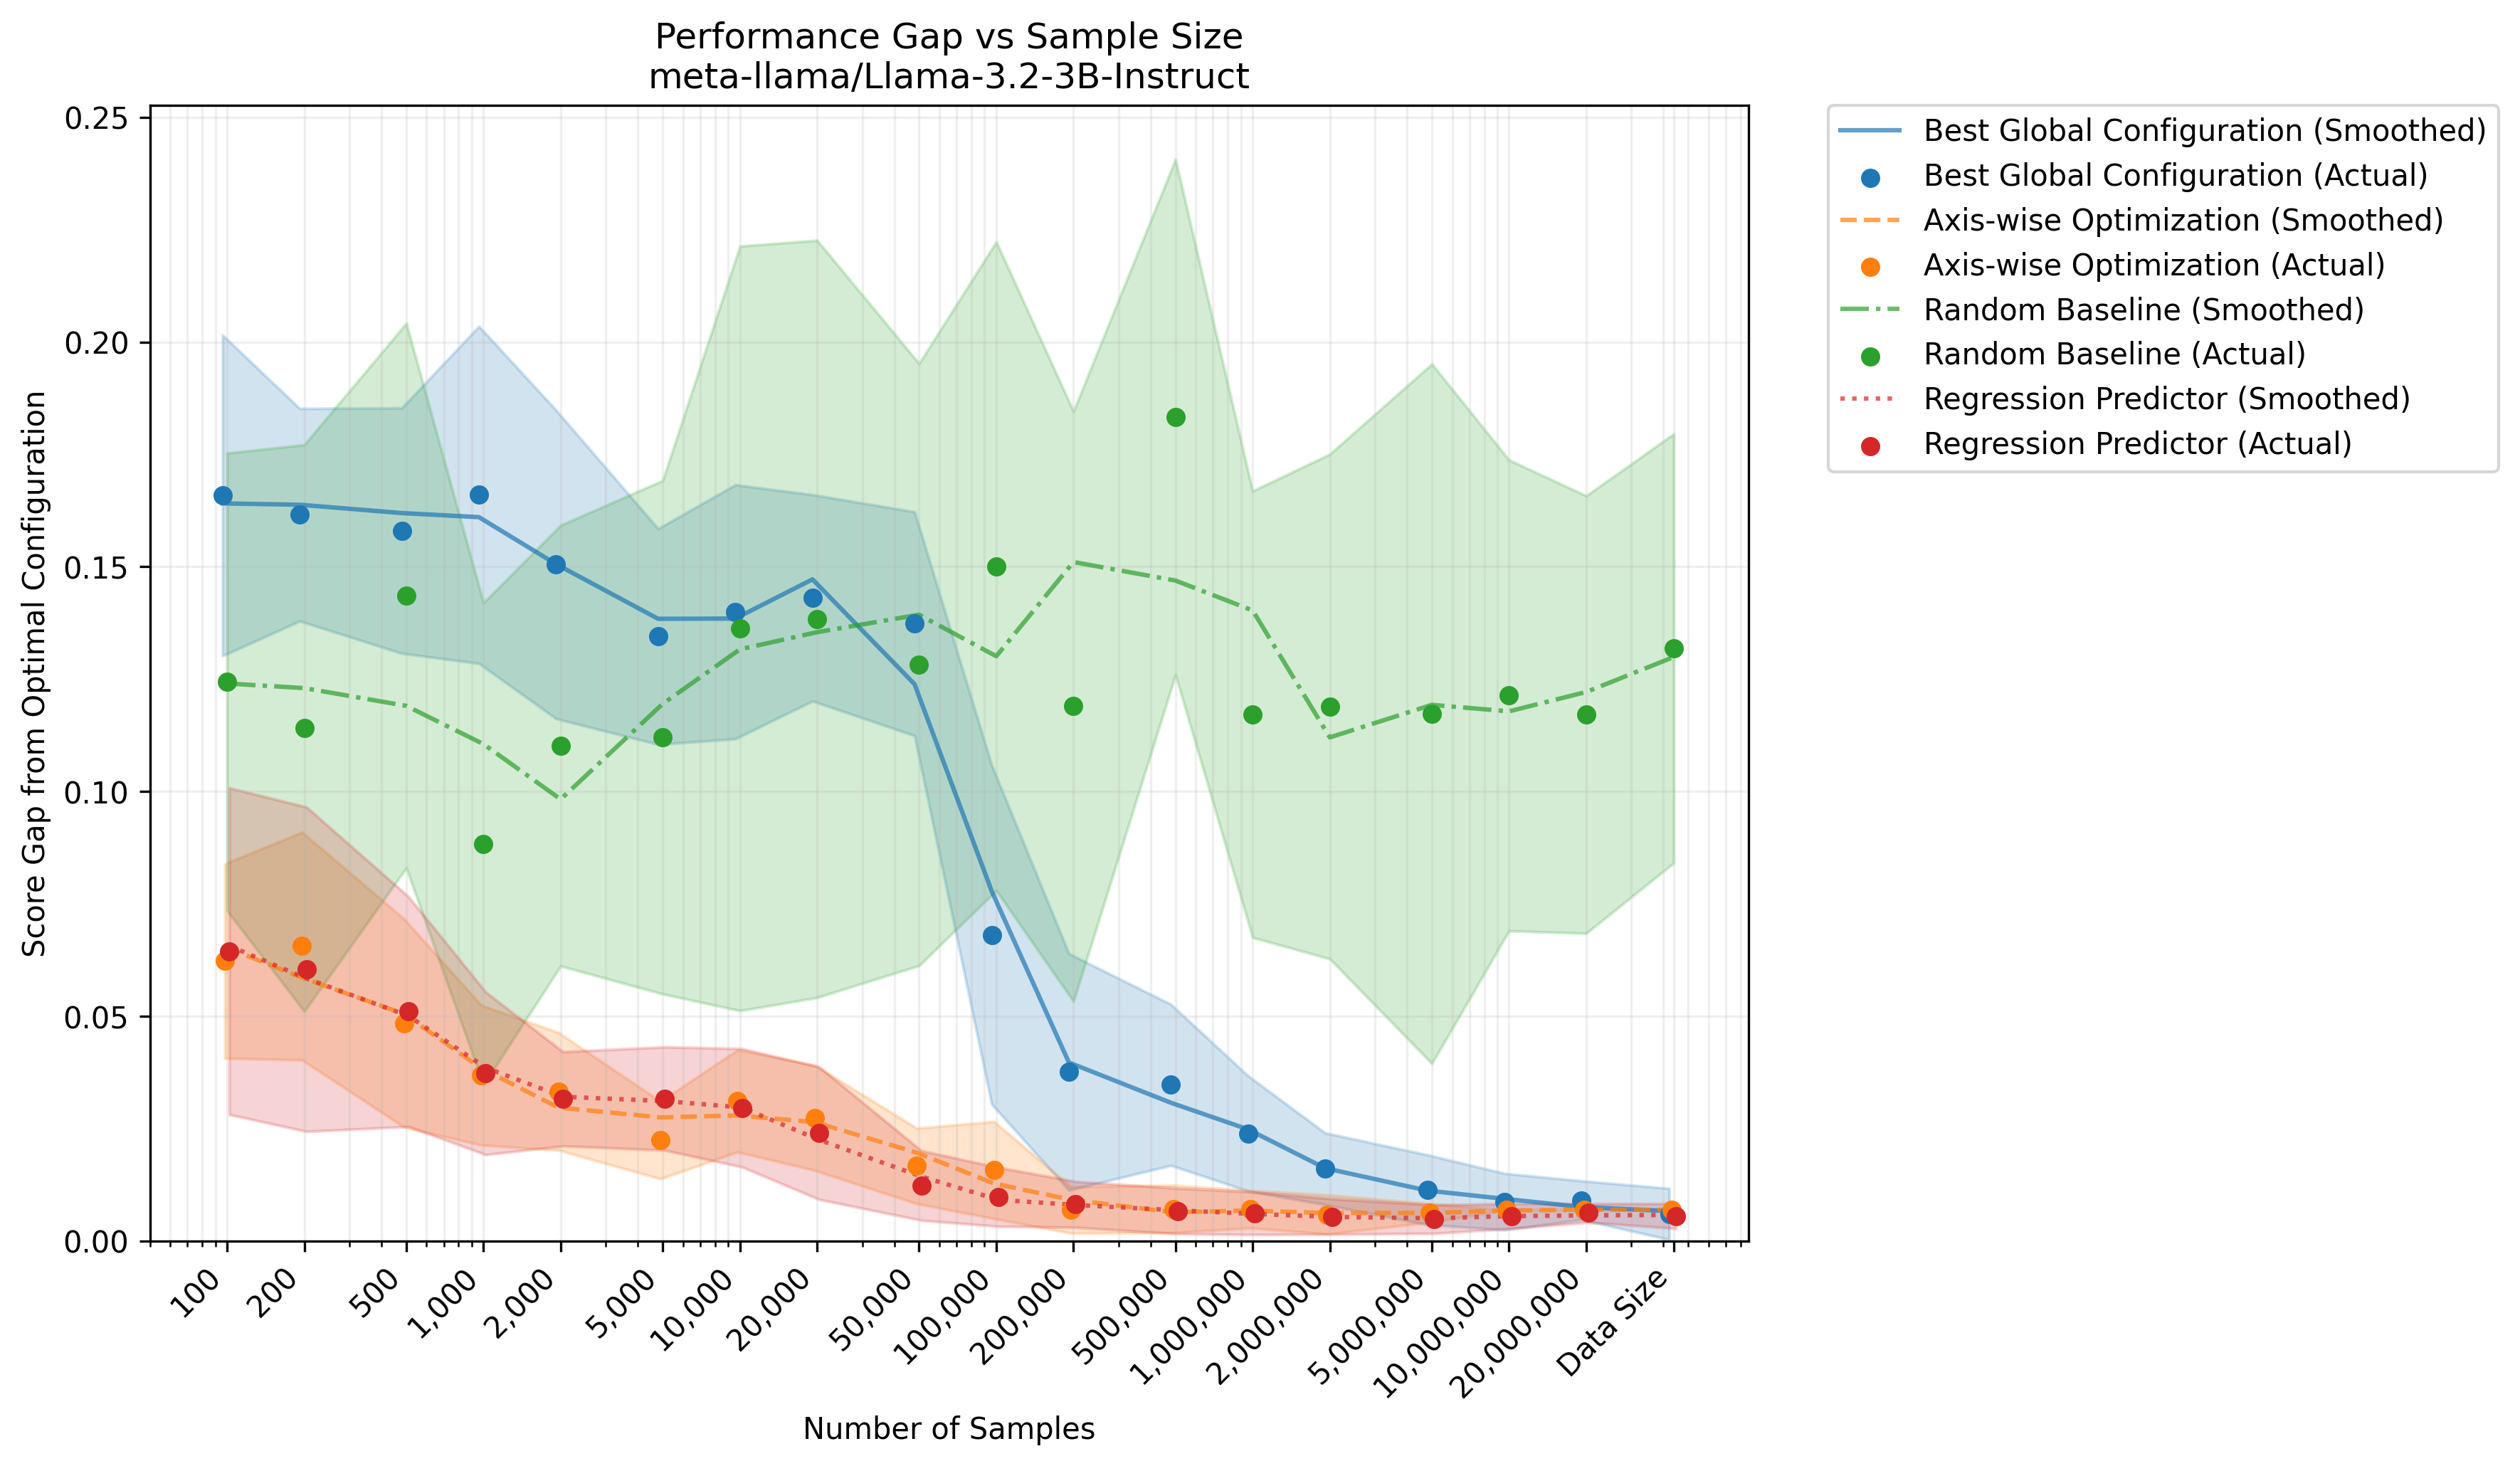 Performance Gap vs Sample Size
meta-llama/Llama-3.2-3B-Instruct
Score Gap from Optimal Configuration
0.25
0.20
0.15
0.10
0.05
0.00
100
200
500
1,000
2,000
5,000
10,000
20,000
50,000
100,000
200,000
500,000
1,000,000
2,000,000
5,000,000
10,000,000
20,000,000
Data Size
Number of Samples
Best Global Configuration (Smoothed)
Best Global Configuration (Actual)
Axis-wise Optimization (Smoothed)
Axis-wise Optimization (Actual)
Random Baseline (Smoothed)
Random Baseline (Actual)
Regression Predictor (Smoothed)
Regression Predictor (Actual)